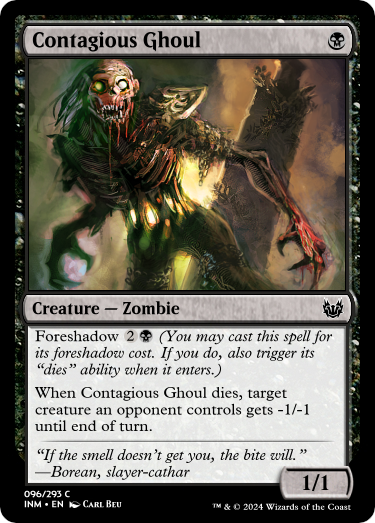 Contagious Ghoul
Creature — Zombie
Foreshadow 2 (You may cast this spell for
its foreshadow cost. If you do, also trigger its
“dies” ability when it enters.)
When Contagious Ghoul dies, target
creature an opponent controls gets -1/-1
until end of turn.
“If the smell doesn't get you, the bite will.”
—Borean, slayer-cathar
1/1
096/293 C
INM • EN Carl Beu
™ & © 2024 Wizards of the Coast